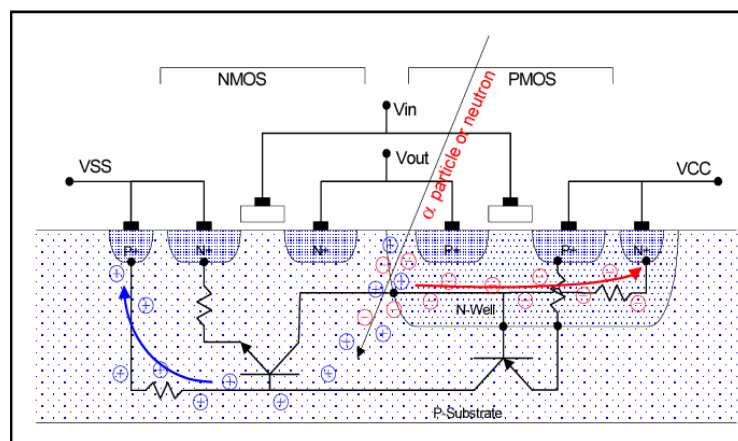 NMOS
PMOS
Vin
Vout
VSS
VCC
α particle or neutron
P+
N+
N+
P+
P+
N+
N-Well
P-Substrate